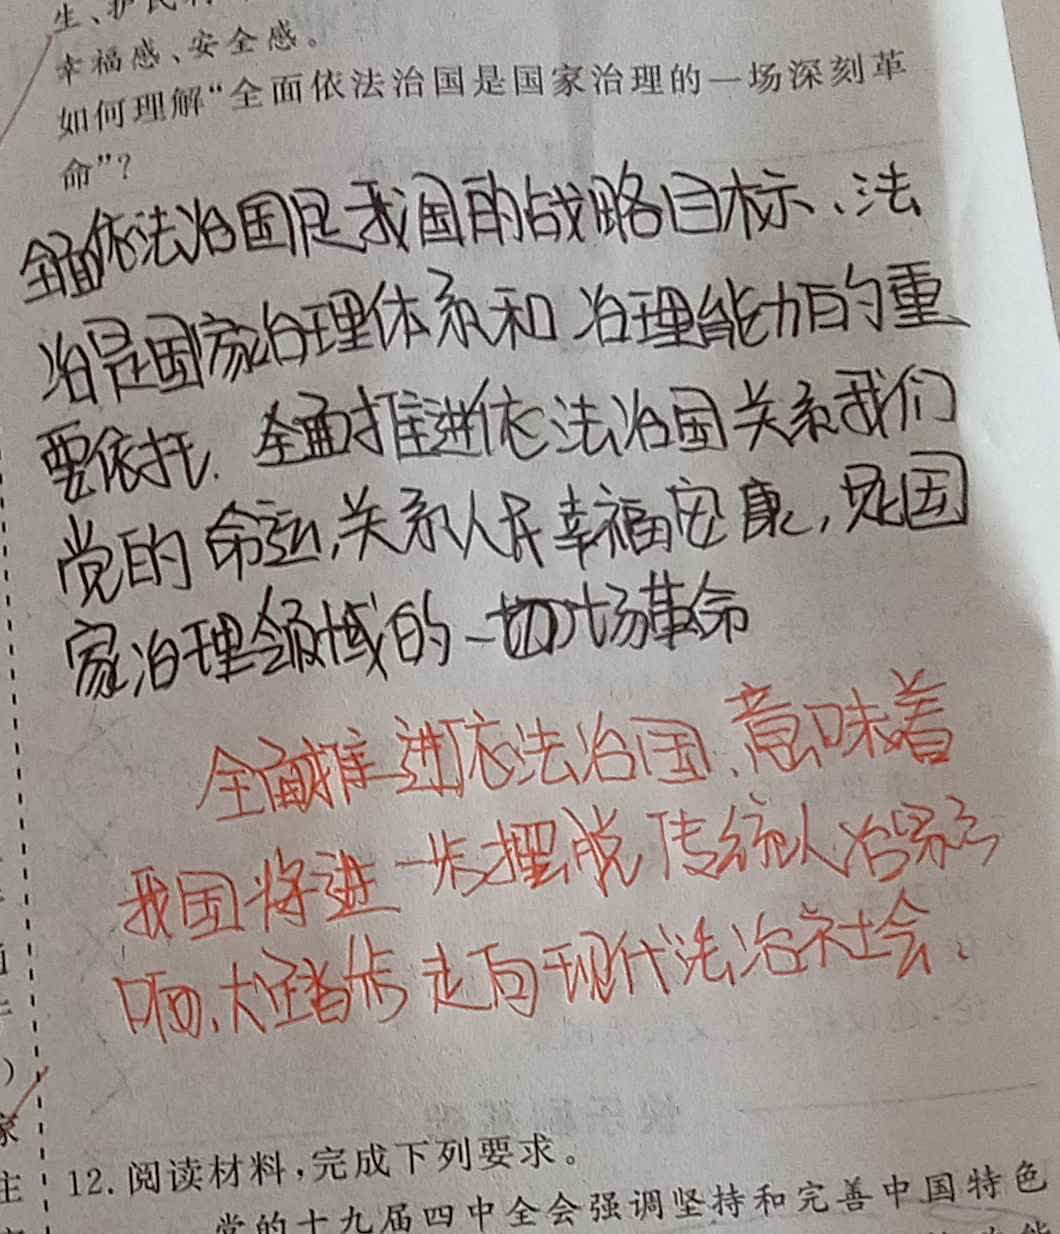 生、护民
幸福感、安全感。
如何理解“全面依法治国是国家治理的一场深刻革
命”？
全面依法治国是我国的战略目标、法
治是国家治理体系和治理能力的重
要依托. 全面推进依法治国关系我们
党的命运,关系人民幸福安康,是国
家治理领域的一切场革命
全面推进依法治国、意味着
我国将进一步摆脱传统人治影
响,大踏步走向现代法治社会、
12. 阅读材料,完成下列要求。
党的十九届四中全会强调坚持和完善中国特色